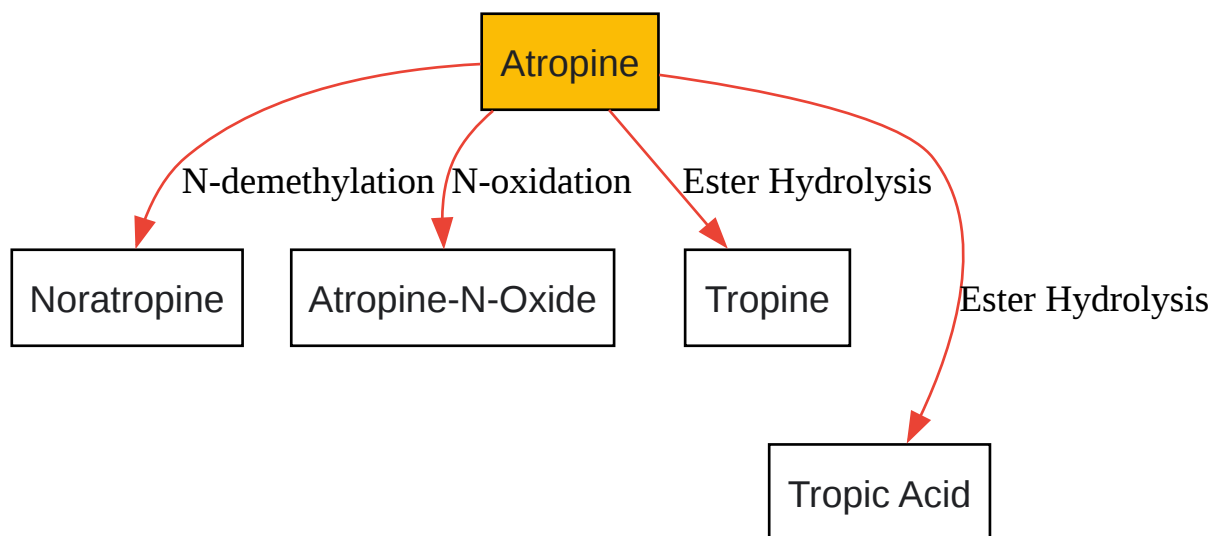 Atropine
N-demethylation N-oxidation Ester Hydrolysis
Noratropine Atropine-N-Oxide Tropine Ester Hydrolysis
Tropic Acid